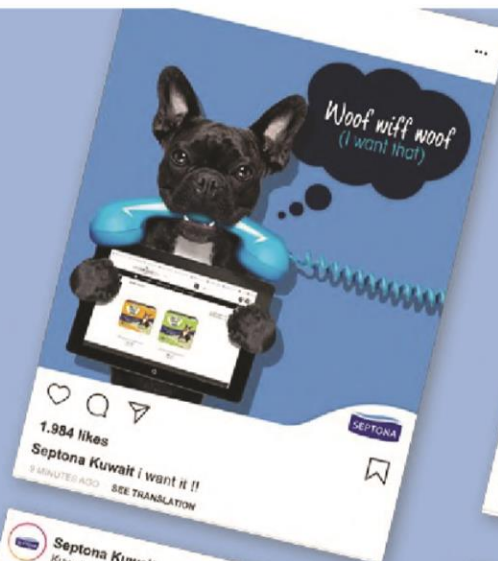 ...
Woof wiff woof
(I want that)
SEPTONA
1.984 likes
Septona Kuwait i want it !!
9 MINUTES AGO SEE TRANSLATION
Septona